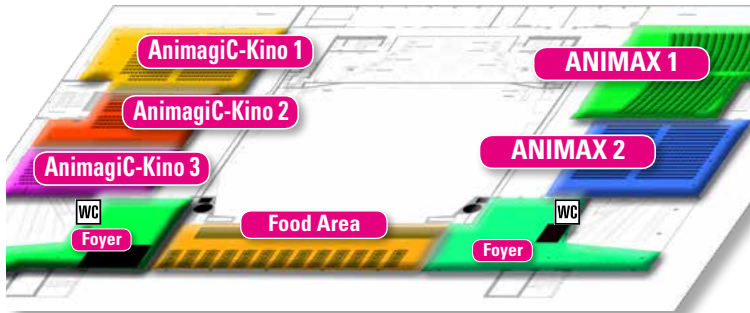 AnimagiC-Kino 1
ANIMAX 1
AnimagiC-Kino 2
ANIMAX 2
AnimagiC-Kino 3
WC
WC
Food Area
Foyer
Foyer